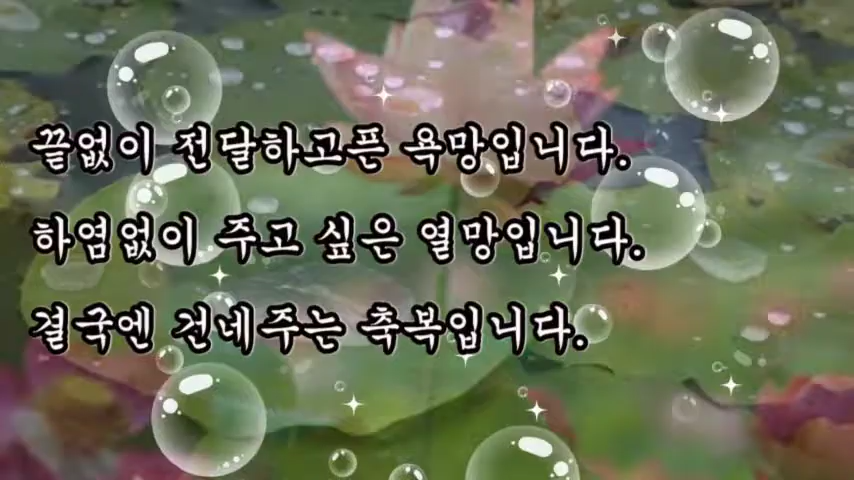 끝없이 전달하고픈 욕망입니다.
하염없이 주고 싶은 열망입니다.
결국엔 건네주는 축복입니다.